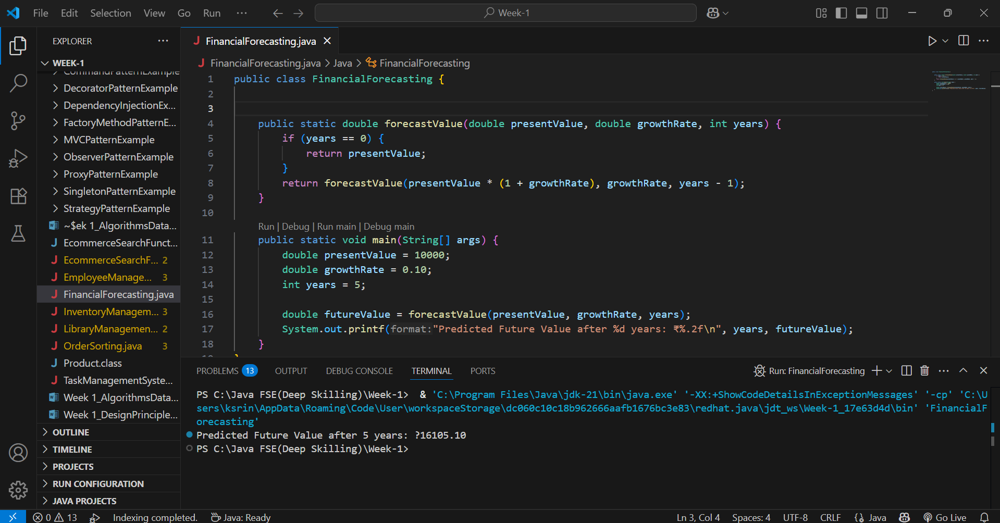 File Edit Selection View Go Run ··· Week-1
EXPLORER ···
WEEK-1
CommandPatternExample
DecoratorPatternExample
DependencyInjectionEx...
FactoryMethodPatternE...
MVCPatternExample
ObserverPatternExample
ProxyPatternExample
SingletonPatternExample
StrategyPatternExample
~$ek 1_AlgorithmsData...
EcommerceSearchFunct...
EcommerceSearchF... 2
EmployeeManage... 3
FinancialForecasting.java
InventoryManagem... 3
LibraryManagemen... 2
OrderSorting.java 3
Product.class
TaskManagementSyste...
Week 1_AlgorithmsData...
Week 1_DesignPrinciple...
OUTLINE
TIMELINE
PROJECTS
RUN CONFIGURATION
JAVA PROJECTS
FinancialForecasting.java
FinancialForecasting.java > Java > FinancialForecasting
1 public class FinancialForecasting {
2
3
4 public static double forecastValue(double presentValue, double growthRate, int years) {
5 if (years == 0) {
6 return presentValue;
7 }
8 return forecastValue(presentValue * (1 + growthRate), growthRate, years - 1);
9 }
10
Run | Debug | Run main | Debug main
11 public static void main(String[] args) {
12 double presentValue = 10000;
13 double growthRate = 0.10;
14 int years = 5;
15
16 double futureValue = forecastValue(presentValue, growthRate, years);
17 System.out.printf(format:"Predicted Future Value after %d years: ₹%.2f\n", years, futureValue);
18 }
19 }
PROBLEMS 13 OUTPUT DEBUG CONSOLE TERMINAL PORTS Run: FinancialForecasting
PS C:\Java FSE(Deep Skilling)\Week-1>  & 'C:\Program Files\Java\jdk-21\bin\java.exe' '-XX:+ShowCodeDetailsInExceptionMessages' '-cp' 'C:\U
sers\ksrin\AppData\Roaming\Code\User\workspaceStorage\dc060c10c18b962666aafb1676bc3e83\redhat.java\jdt_ws\Week-1_17e63d4d\bin' 'FinancialF
orecasting'
Predicted Future Value after 5 years: ?16105.10
PS C:\Java FSE(Deep Skilling)\Week-1>
0 13 Indexing completed. Java: Ready Ln 3, Col 4 Spaces: 4 UTF-8 CRLF {} Java Go Live